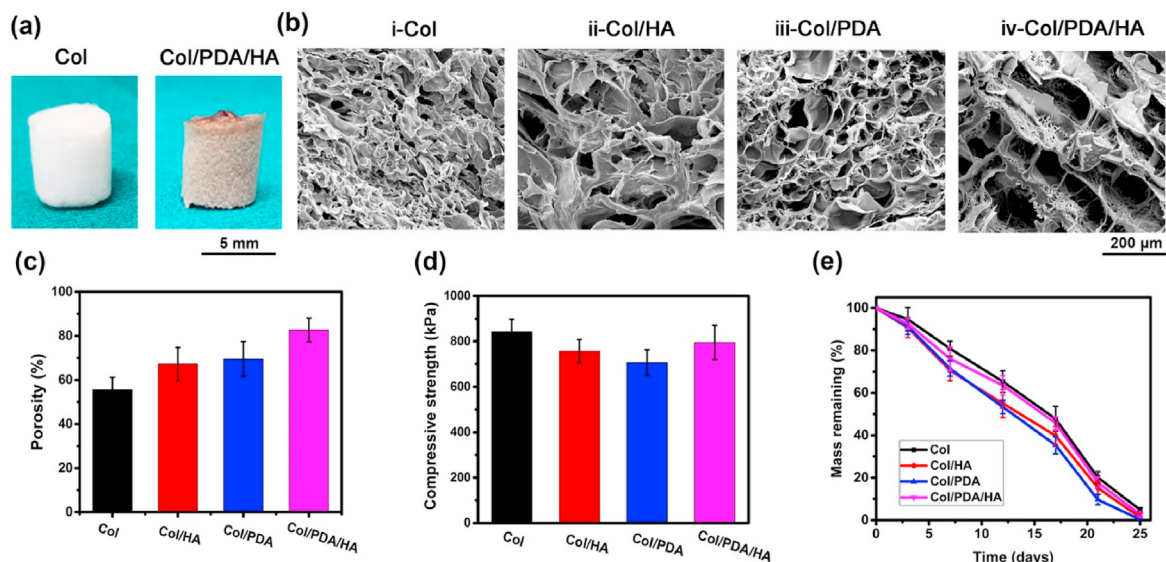 (a)
Col
Col/PDA/HA
5 mm
(b)
i-Col
ii-Col/HA
iii-Col/PDA
iv-Col/PDA/HA
200 μm
(c)
Porosity (%)
100
80
60
40
20
0
Col
Col/HA
Col/PDA
Col/PDA/HA
(d)
Compressive strength (kPa)
1000
800
600
400
200
0
Col
Col/HA
Col/PDA
Col/PDA/HA
(e)
Mass remaining (%)
100
80
60
40
20
0
Col
Col/HA
Col/PDA
Col/PDA/HA
0
5
10
15
20
25
Time (days)